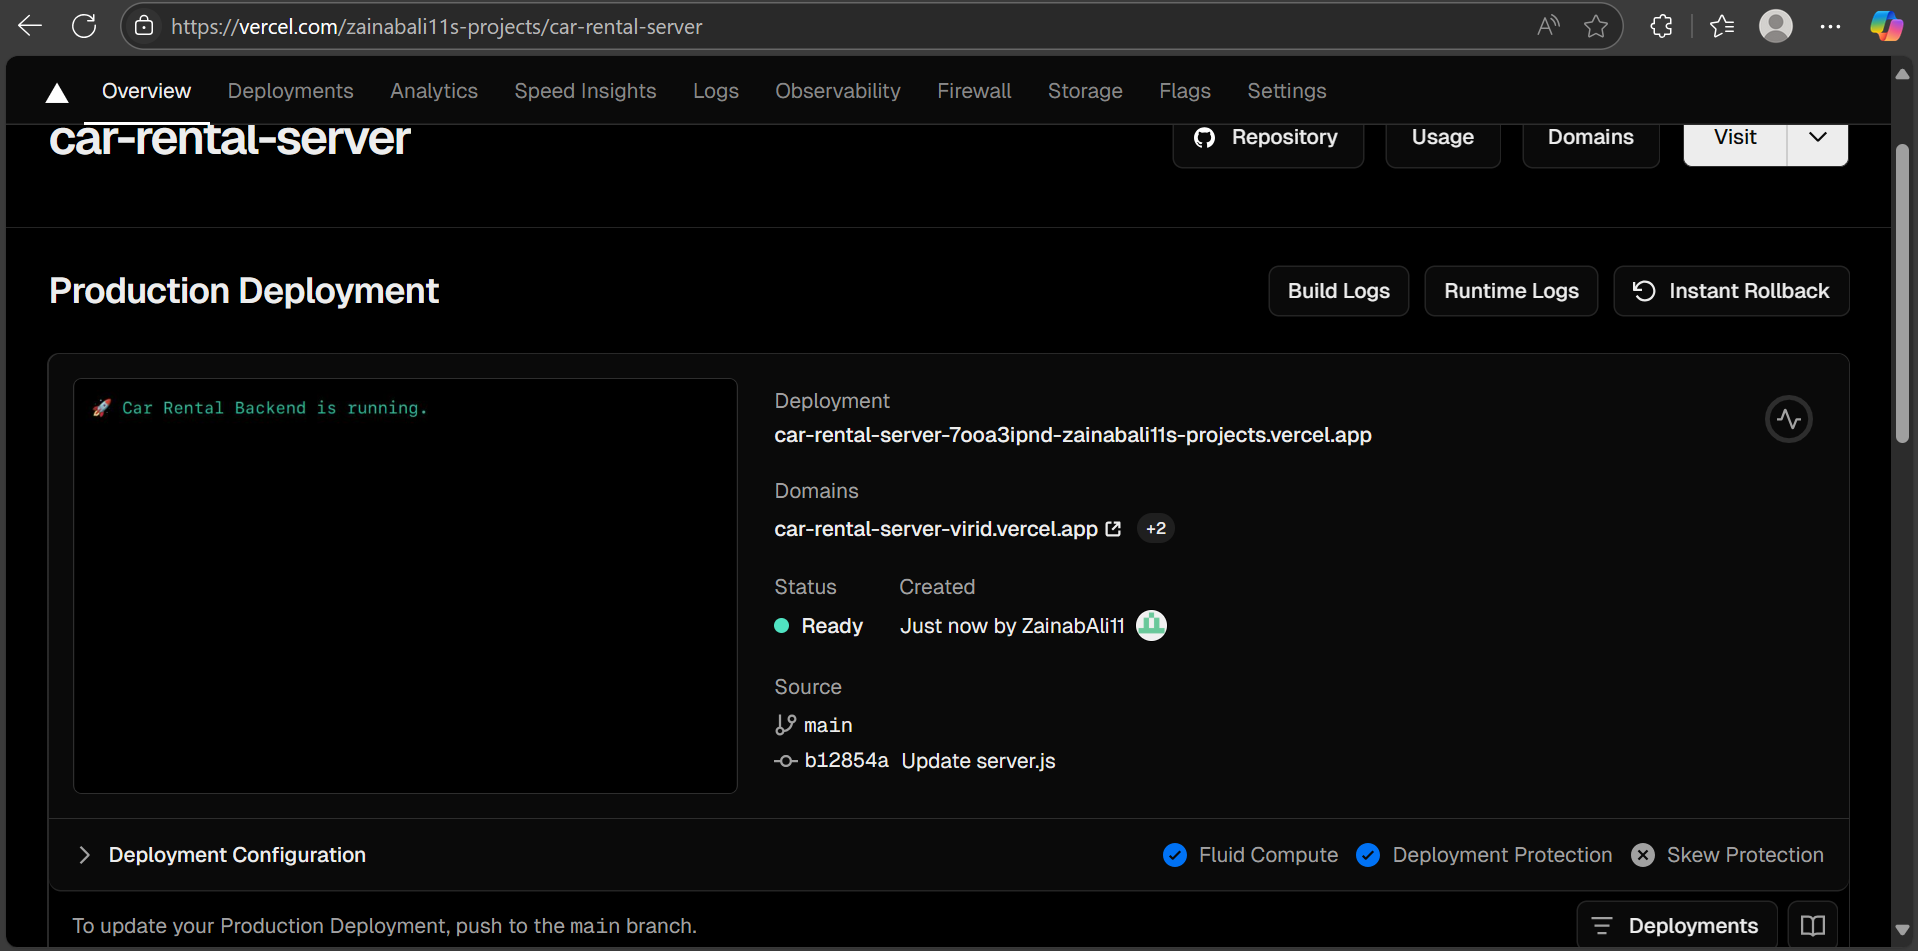 https://vercel.com/zainabali11s-projects/car-rental-server
Overview Deployments Analytics Speed Insights Logs Observability Firewall Storage Flags Settings
car-rental-server
Repository Usage Domains Visit
Production Deployment
Build Logs Runtime Logs Instant Rollback
🚀 Car Rental Backend is running.
Deployment
car-rental-server-7ooa3ipnd-zainabali11s-projects.vercel.app
Domains
car-rental-server-virid.vercel.app +2
Status Created
Ready Just now by ZainabAli11
Source
main
b12854a Update server.js
Deployment Configuration
Fluid Compute Deployment Protection Skew Protection
To update your Production Deployment, push to the main branch.
Deployments